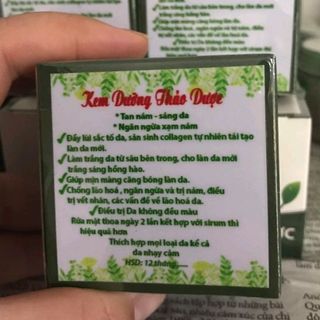 Kem Dưỡng Thảo Dược
* Tan nám - sáng da
* Ngăn ngừa xạm nám
✓Đẩy lùi sắc tố da, sản sinh collagen tự nhiên tái tạo
làn da mới.
✓Làm trắng da từ sâu bên trong, cho làn da mới
trắng sáng hồng hào.
✓Giúp mịn màng căng bóng làn da.
✓Chống lão hoá , ngăn ngừa và trị nám, điều
trị vết nhăn, các vấn đề về lão hoá da.
✓Điều trị Da không đều màu
Rửa mặt thoa ngày 2 lần kết hợp với sirum thì
hiệu quả hơn
Thích hợp mọi loại da kể cả
da nhạy cảm
HSD: 12 tháng